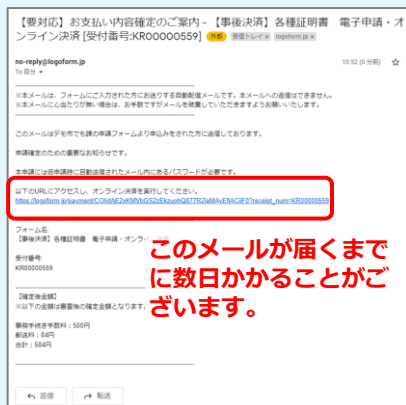 【要対応】お支払い内容確定のご案内 - 【事後決済】各種証明書　電子申請・オ
ンライン決済 [受付番号:KR00000559] 外部 受信トレイ× logoform.jp×
no-reply@logoform.jp 10:52 (0 分前)
To 自分
※本メールは、フォームにご入力された方にお送りする自動配信メールです。本メールへの返信はできません。
※本メールに心当たりが無い場合は、お手数ですがメールを破棄していただきますようお願いいたします。
このメールはデモ市でも課の申請フォームより申込みをされた方に送信しております。
申請確定のための重要なお知らせです。
本申請には仮申請時に自動送信されたメール内にあるパスワードが必要です。
以下のURLにアクセスし、オンライン決済を実行してください。
フォーム名:
【事後決済】各種証明書　電子申請・オンライン
受付番号:
KR00000559
このメールが届くまで
に数日かかることがご
ざいます。
【確定後金額】
※以下の金額は審査後の確定金額となります。
事務手続き手数料：500円
郵送料：84円
合計：584円
返信 転送